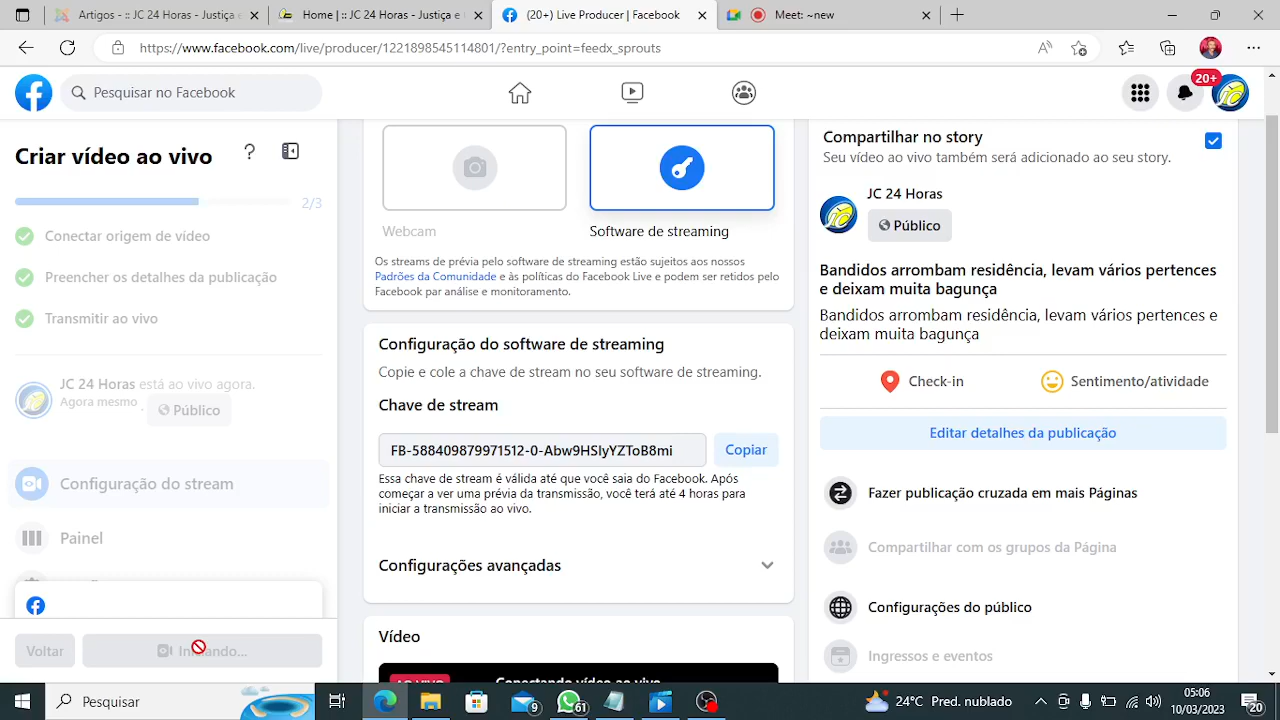 JC 24 Horas - Justiça e
:: JC 24 Horas - Justiça e C
(20+) Facebook
Meet:
https://www.facebook.com/live/producer/1221898545114801/?entry_point=feedx_sprouts
Pesquisar no Facebook
20+
Criar vídeo ao vivo
?
2/3
Conectar origem de vídeo
Preencher os detalhes da publicação
Transmitir ao vivo
JC 24 Horas está ao vivo agora.
Agora mesmo · Público
Configuração do stream
Painel
Voltar
Webcam
Software de streaming
Os streams de prévia pelo software de streaming estão sujeitos aos nossos
Padrões da Comunidade e às políticas do Facebook Live e podem ser retidos pelo
Facebook par análise e monitoramento.
Configuração do software de streaming
Copie e cole a chave de stream no seu software de streaming.
Chave de stream
FB-588409879971512-0-Abw9HSIyYZToB8mi
Copiar
Essa chave de stream é válida até que você saia do Facebook. Após
começar a ver uma prévia da transmissão, você terá até 4 horas para
iniciar a transmissão ao vivo.
Configurações avançadas
Vídeo
AO VIVO
Conectando vídeo ao vivo
Compartilhar no story
Seu vídeo ao vivo também será adicionado ao seu story.
JC 24 Horas
Público
Bandidos arrombam residência, levam vários pertences
e deixam muita bagunça
Bandidos arrombam residência, levam vários pertences e
deixam muita bagunça
Check-in
Sentimento/atividade
Editar detalhes da publicação
Fazer publicação cruzada em mais Páginas
Compartilhar com os grupos da Página
Configurações do público
Ingressos e eventos
Pesquisar
9
61
24°C Pred. nublado
05:06
10/03/2023
20